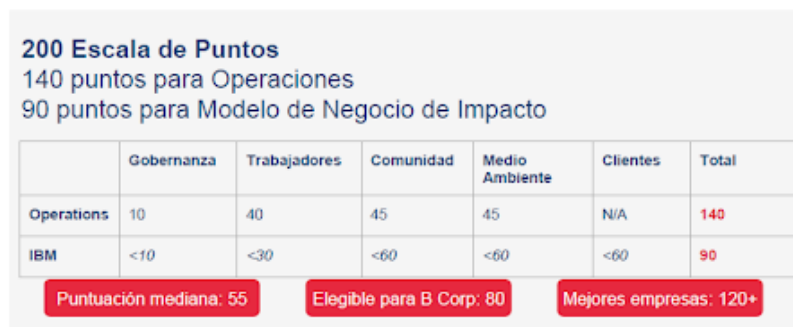 200 Escala de Puntos
140 puntos para Operaciones
90 puntos para Modelo de Negocio de Impacto
Gobernanza Trabajadores Comunidad Medio Ambiente Clientes Total
Operations 10 40 45 45 N/A 140
IBM <10 <30 <60 <60 <60 90
Puntuación mediana: 55 Elegible para B Corp: 80 Mejores empresas: 120+